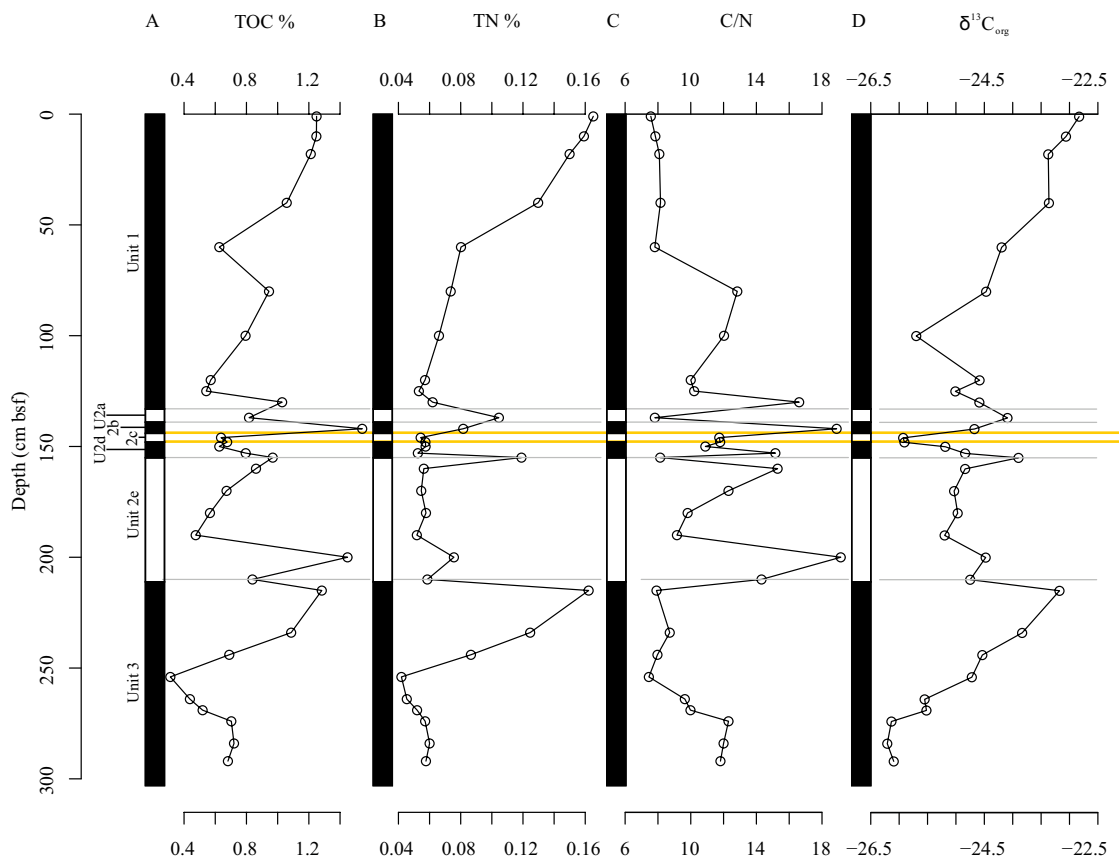 A TOC % B TN % C C/N D δ¹³C_org
0.4 0.8 1.2 0.04 0.08 0.12 0.16 6 10 14 18 −26.5 −24.5 −22.5
0
50
100
150
200
250
300
Depth (cm bsf)
Unit 1
U2a
2b
2c
U2d
Unit 2e
Unit 3
0.4 0.8 1.2 0.04 0.08 0.12 0.16 6 10 14 18 −26.5 −24.5 −22.5